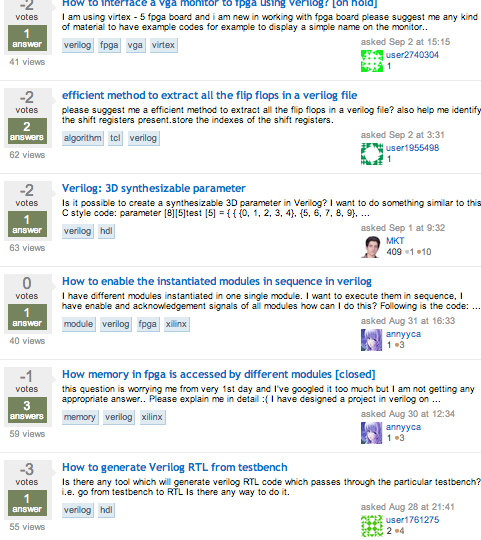 -2
votes
1
answer
41 views
How to interface a vga monitor to fpga using verilog? [on hold]
I am using virtex - 5 fpga board and i am new in working with fpga board please suggest me any kind
of material to have example codes for example to display a simple name on the monitor..
verilog fpga vga virtex
asked Sep 2 at 15:15
user2740304
1
-2
votes
2
answers
62 views
efficient method to extract all the flip flops in a verilog file
please suggest me a efficient method to extract all the flip flops in a verilog file? also help me identify
the shift registers present.store the indexes of the shift registers.
algorithm tcl verilog
asked Sep 2 at 3:31
user1955498
1
-2
votes
1
answer
63 views
Verilog: 3D synthesizable parameter
Is it possible to create a synthesizable 3D parameter in Verilog? I want to do something similar to this
C style code: parameter [8][5]test [5] = { { {0, 1, 2, 3, 4}, {5, 6, 7, 8, 9}, ...
verilog hdl
asked Sep 1 at 9:32
MKT
409 ●1 ●10
0
votes
1
answer
40 views
How to enable the instantiated modules in sequence in verilog
I have different modules instantiated in one single module. I want to execute them in sequence, I
have enable and acknowledgement signals of all modules how can I do this? Following is the code: ...
module verilog fpga xilinx
asked Aug 31 at 16:33
annyyca
1 ●3
-1
votes
3
answers
59 views
How memory in fpga is accessed by different modules [closed]
this question is worrying me from very 1st day and I've googled it too much but I am not getting any
appropriate answer.. Please explain me in detail :( I have designed a project in verilog on ...
memory verilog xilinx
asked Aug 30 at 12:34
annyyca
1 ●3
-3
votes
1
answer
55 views
How to generate Verilog RTL from testbench
Is there any tool which will generate verilog RTL code which passes through the particular testbench?
i.e. go from testbench to RTL Is there any way to do it.
verilog hdl
asked Aug 28 at 21:41
user1761275
2 ●4